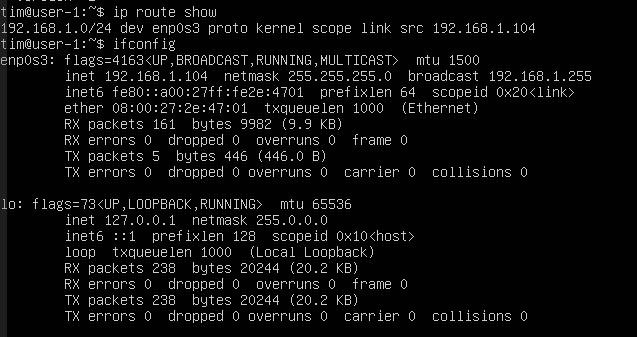 tim@user-1:~$ ip route show
192.168.1.0/24 dev enp0s3 proto kernel scope link src 192.168.1.104
tim@user-1:~$ ifconfig
enp0s3: flags=4163<UP,BROADCAST,RUNNING,MULTICAST>  mtu 1500
        inet 192.168.1.104  netmask 255.255.255.0  broadcast 192.168.1.255
        inet6 fe80::a00:27ff:fe2e:4701  prefixlen 64  scopeid 0x20<link>
        ether 08:00:27:2e:47:01  txqueuelen 1000  (Ethernet)
        RX packets 161  bytes 9982 (9.9 KB)
        RX errors 0  dropped 0  overruns 0  frame 0
        TX packets 5  bytes 446 (446.0 B)
        TX errors 0  dropped 0 overruns 0  carrier 0  collisions 0

lo: flags=73<UP,LOOPBACK,RUNNING>  mtu 65536
        inet 127.0.0.1  netmask 255.0.0.0
        inet6 ::1  prefixlen 128  scopeid 0x10<host>
        loop  txqueuelen 1000  (Local Loopback)
        RX packets 238  bytes 20244 (20.2 KB)
        RX errors 0  dropped 0  overruns 0  frame 0
        TX packets 238  bytes 20244 (20.2 KB)
        TX errors 0  dropped 0 overruns 0  carrier 0  collisions 0